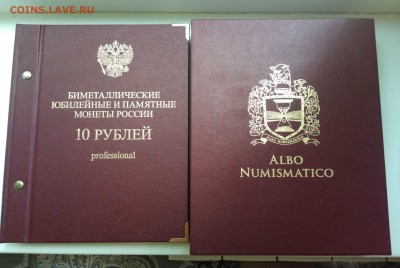 COINS.LAVE.RU
БИМЕТАЛЛИЧЕСКИЕ
ЮБИЛЕЙНЫЕ И ПАМЯТНЫЕ
МОНЕТЫ РОССИИ
10 РУБЛЕЙ
professional
ALBO
NUMISMATICO